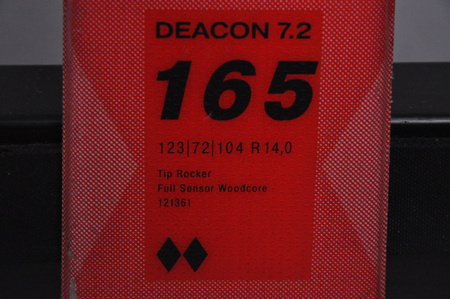 DEACON 7.2
165
123|72|104 R 14,0
Tip Rocker
Full Sensor Woodcore
121361